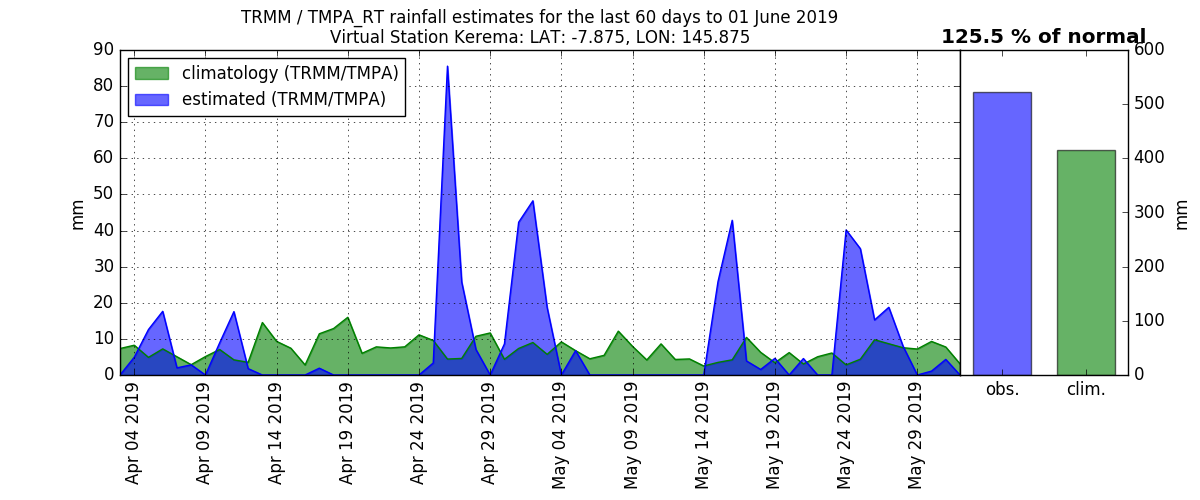 TRMM / TMPA_RT rainfall estimates for the last 60 days to 01 June 2019
Virtual Station Kerema: LAT: -7.875, LON: 145.875
125.5 % of normal
climatology (TRMM/TMPA)
estimated (TRMM/TMPA)
mm
90
80
70
60
50
40
30
20
10
0
Apr 04 2019
Apr 09 2019
Apr 14 2019
Apr 19 2019
Apr 24 2019
Apr 29 2019
May 04 2019
May 09 2019
May 14 2019
May 19 2019
May 24 2019
May 29 2019
obs.
clim.
600
500
400
300
200
100
0
mm